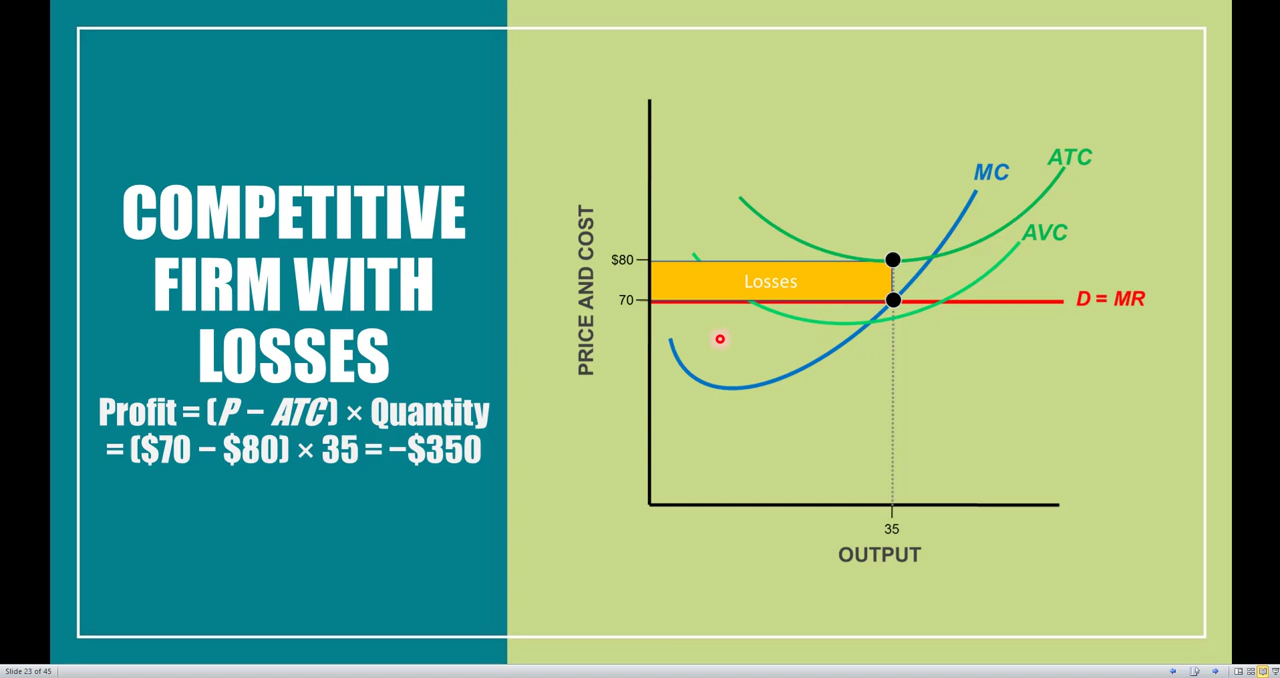 COMPETITIVE
FIRM WITH
LOSSES
Profit = (P − ATC) × Quantity
= ($70 − $80) × 35 = −$350
PRICE AND COST
$80
70
Losses
MC
ATC
AVC
D = MR
35
OUTPUT
Slide 23 of 45